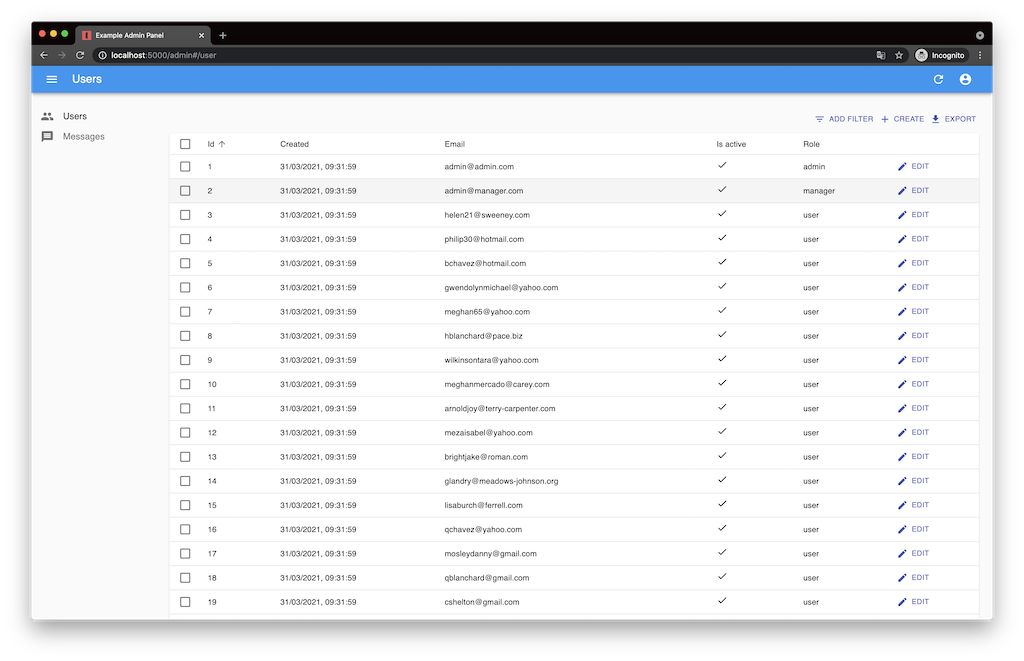 Example Admin Panel
localhost:5000/admin#/user
Incognito
Users
Users
Messages
ADD FILTER CREATE EXPORT
Id Created Email Is active Role
1 31/03/2021, 09:31:59 admin@admin.com admin EDIT
2 31/03/2021, 09:31:59 admin@manager.com manager EDIT
3 31/03/2021, 09:31:59 helen21@sweeney.com user EDIT
4 31/03/2021, 09:31:59 philip30@hotmail.com user EDIT
5 31/03/2021, 09:31:59 bchavez@hotmail.com user EDIT
6 31/03/2021, 09:31:59 gwendolynmichael@yahoo.com user EDIT
7 31/03/2021, 09:31:59 meghan65@yahoo.com user EDIT
8 31/03/2021, 09:31:59 hblanchard@pace.biz user EDIT
9 31/03/2021, 09:31:59 wilkinsontara@yahoo.com user EDIT
10 31/03/2021, 09:31:59 meghanmercado@carey.com user EDIT
11 31/03/2021, 09:31:59 arnoldjoy@terry-carpenter.com user EDIT
12 31/03/2021, 09:31:59 mezaisabel@yahoo.com user EDIT
13 31/03/2021, 09:31:59 brightjake@roman.com user EDIT
14 31/03/2021, 09:31:59 glandry@meadows-johnson.org user EDIT
15 31/03/2021, 09:31:59 lisaburch@ferrell.com user EDIT
16 31/03/2021, 09:31:59 qchavez@yahoo.com user EDIT
17 31/03/2021, 09:31:59 mosleydanny@gmail.com user EDIT
18 31/03/2021, 09:31:59 qblanchard@gmail.com user EDIT
19 31/03/2021, 09:31:59 cshelton@gmail.com user EDIT